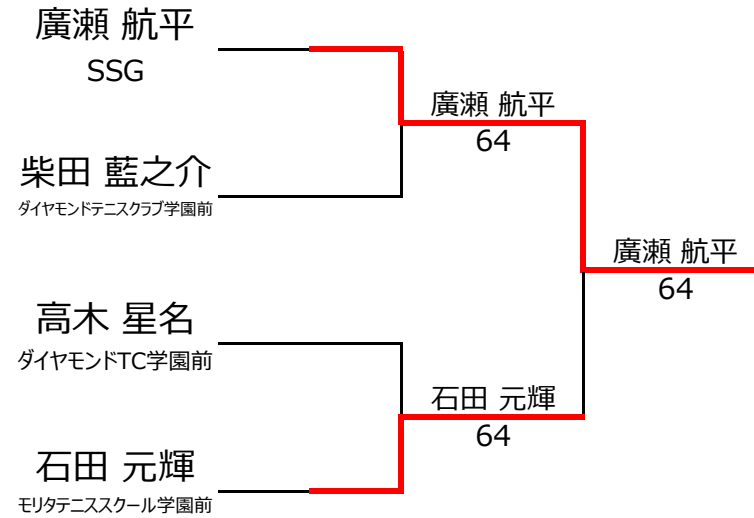 廣瀬 航平
SSG
柴田 藍之介
ダイヤモンドテニスクラブ学園前
高木 星名
ダイヤモンドTC学園前
石田 元輝
モリタテニススクール学園前
廣瀬 航平
64
石田 元輝
64
廣瀬 航平
64